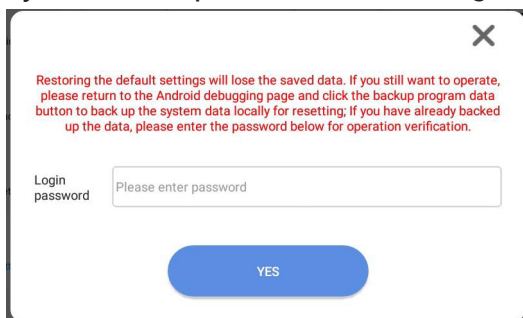 Restoring the default settings will lose the saved data. If you still want to operate,
please return to the Android debugging page and click the backup program data
button to back up the system data locally for resetting; If you have already backed
up the data, please enter the password below for operation verification.
Login
password
Please enter password
YES